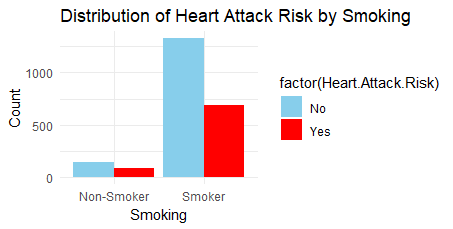 Distribution of Heart Attack Risk by Smoking
Count
1000
500
0
Non-Smoker
Smoker
Smoking
factor(Heart.Attack.Risk)
No
Yes